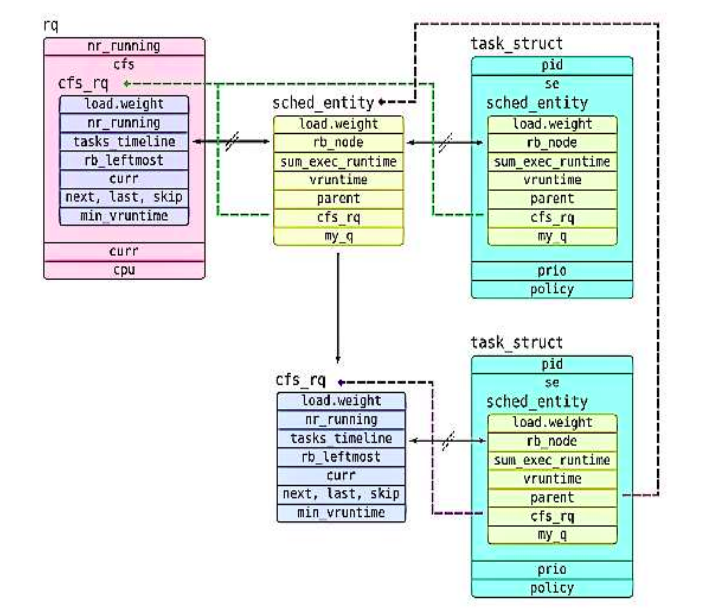 rq
nr_running
cfs
cfs_rq
load.weight
nr_running
tasks_timeline
rb_leftmost
curr
next, last, skip
min_vruntime
curr
cpu
sched_entity
load.weight
rb_node
sum_exec_runtime
vruntime
parent
cfs_rq
my_q
task_struct
pid
se
sched_entity
load.weight
rb_node
sum_exec_runtime
vruntime
parent
cfs_rq
my_q
prio
policy
cfs_rq
load.weight
nr_running
tasks_timeline
rb_leftmost
curr
next, last, skip
min_vruntime
task_struct
pid
se
sched_entity
load.weight
rb_node
sum_exec_runtime
vruntime
parent
cfs_rq
my_q
prio
policy